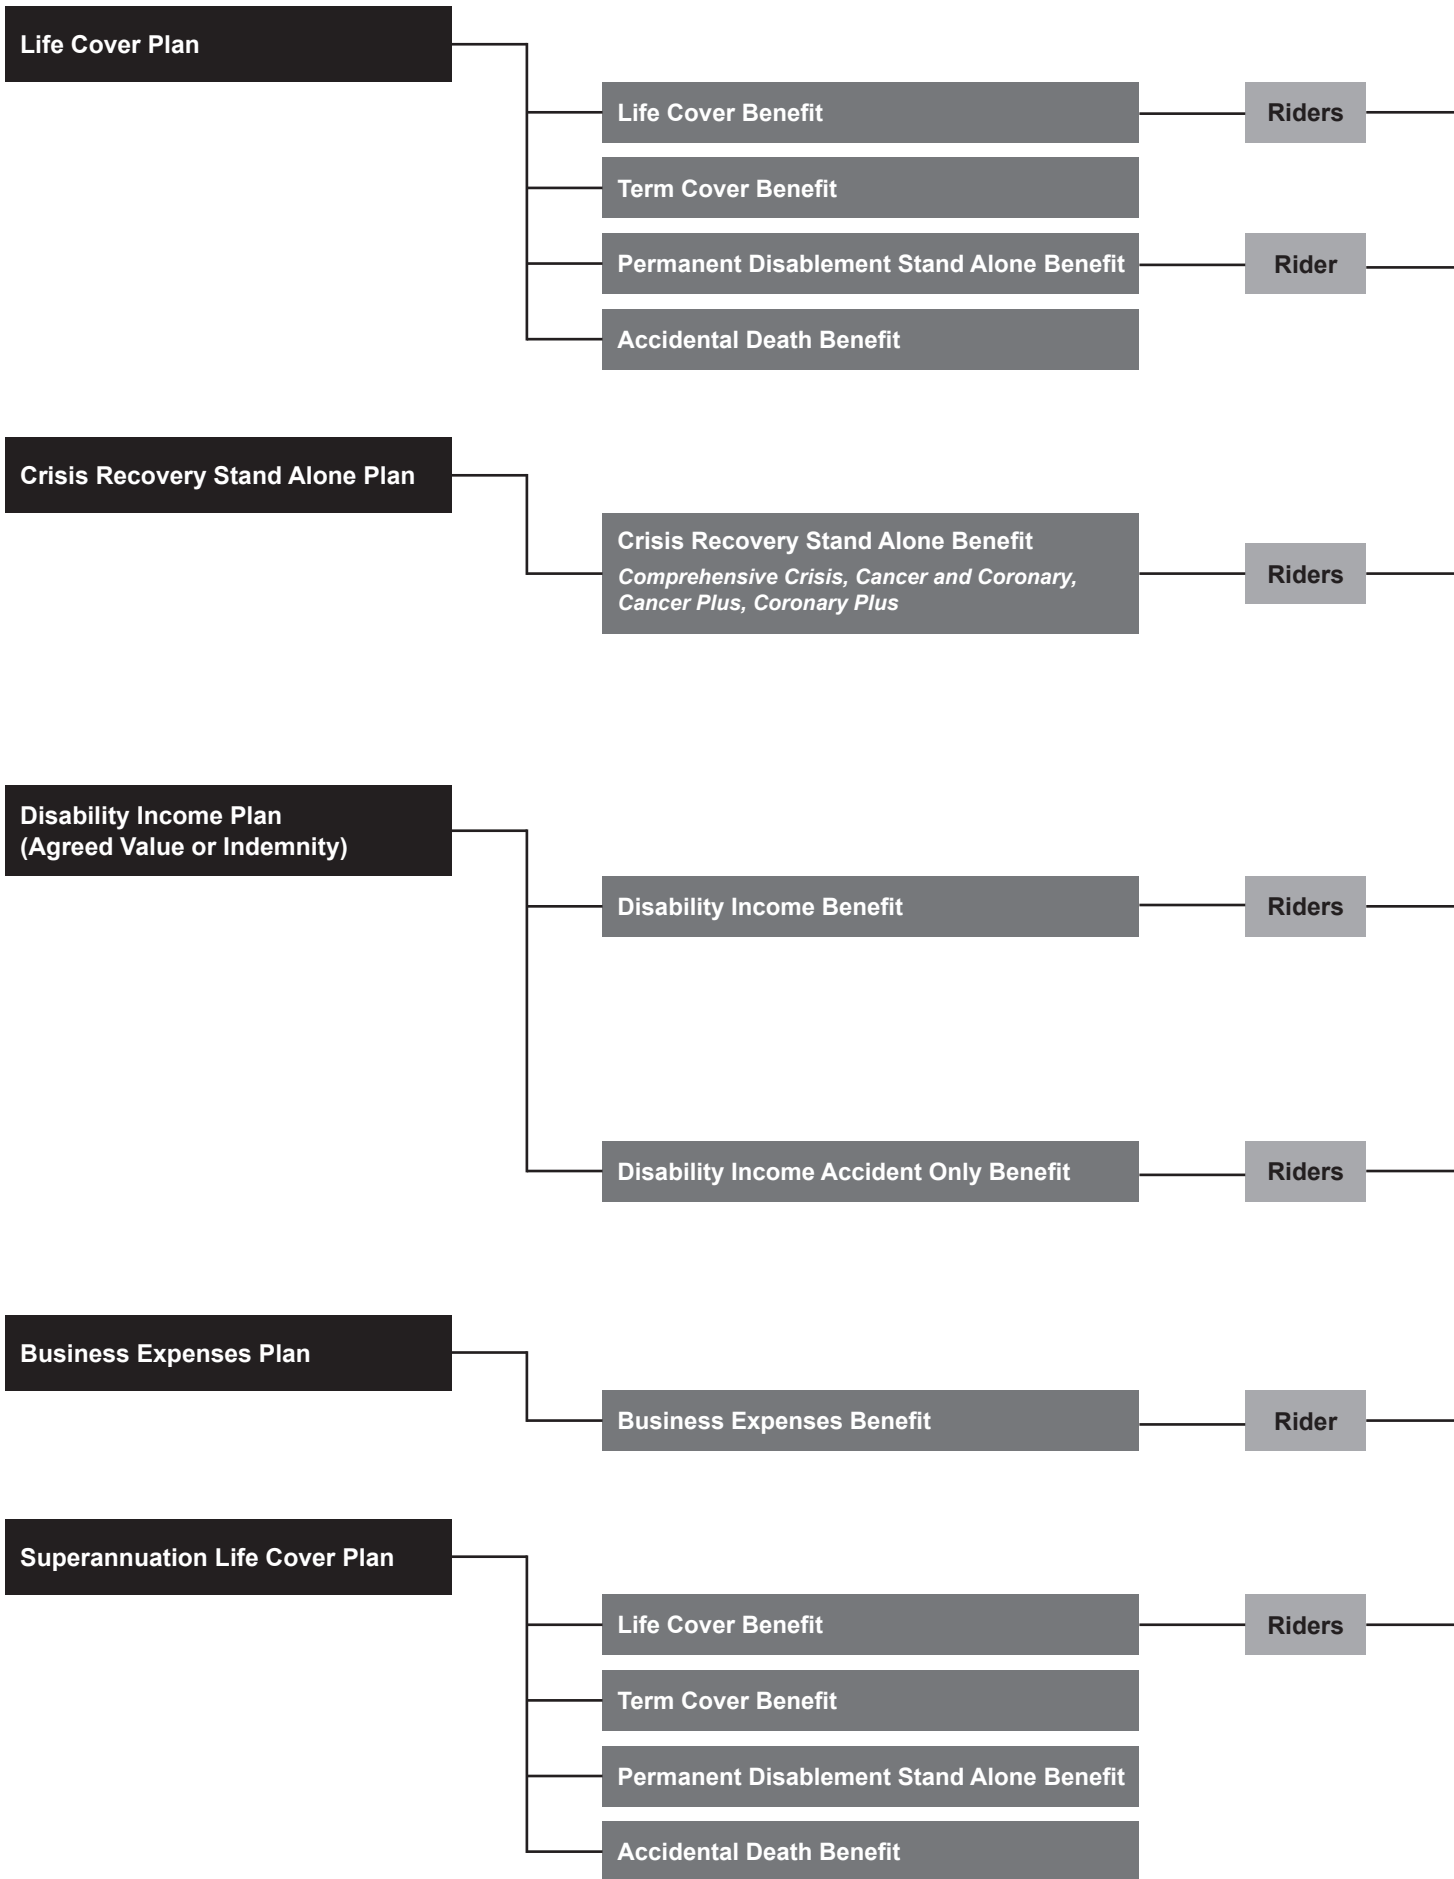 Life Cover Plan
Life Cover Benefit
Riders
Term Cover Benefit
Permanent Disablement Stand Alone Benefit
Rider
Accidental Death Benefit
Crisis Recovery Stand Alone Plan
Crisis Recovery Stand Alone Benefit
Comprehensive Crisis, Cancer and Coronary,
Cancer Plus, Coronary Plus
Riders
Disability Income Plan
(Agreed Value or Indemnity)
Disability Income Benefit
Riders
Disability Income Accident Only Benefit
Riders
Business Expenses Plan
Business Expenses Benefit
Rider
Superannuation Life Cover Plan
Life Cover Benefit
Riders
Term Cover Benefit
Permanent Disablement Stand Alone Benefit
Accidental Death Benefit